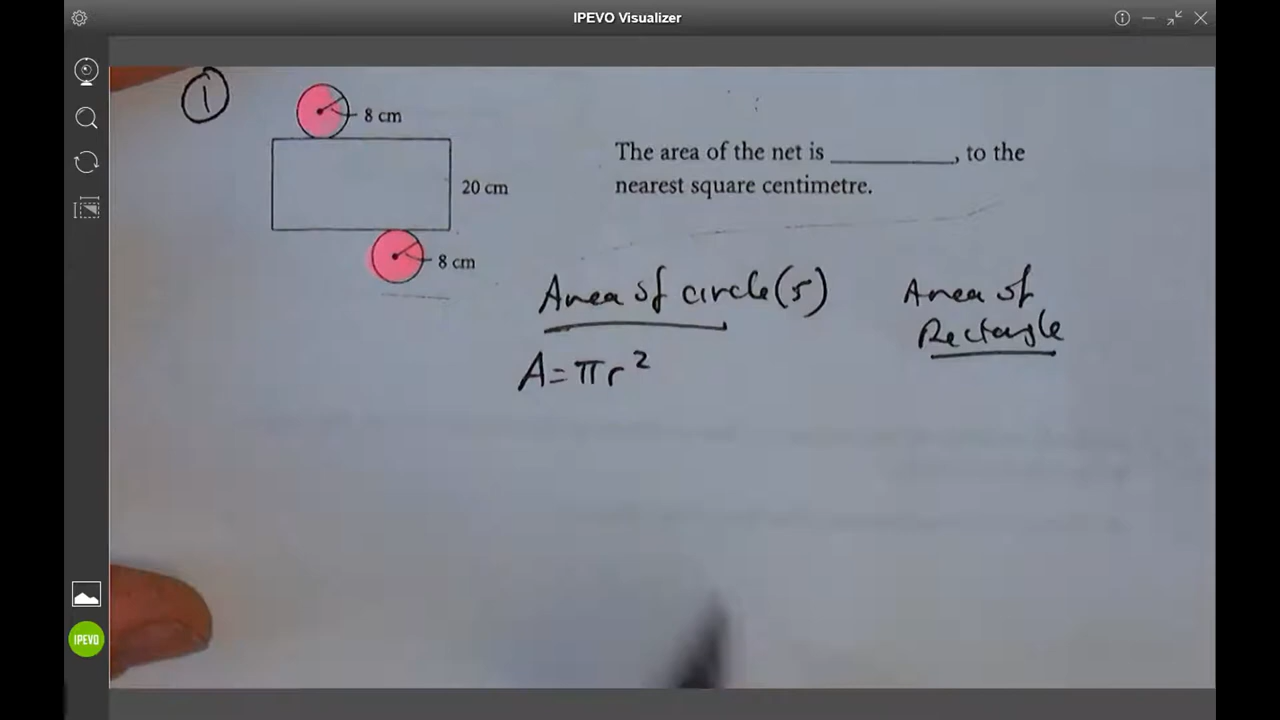 IPEVO Visualizer
1
8 cm
The area of the net is __________, to the
nearest square centimetre.
20 cm
8 cm
Area of circle(s)
A = πr²
Area of
Rectangle
IPEVO